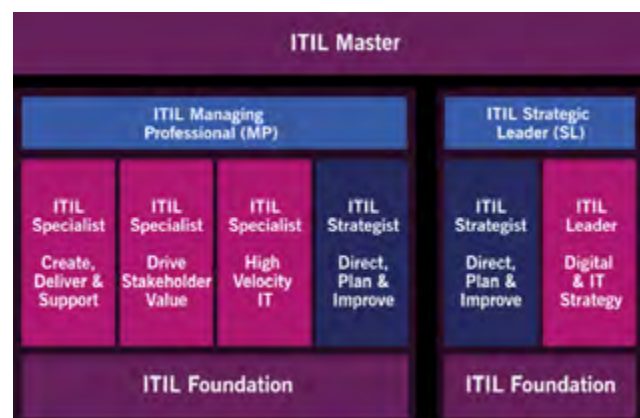 ITIL Master
ITIL Managing
Professional (MP)
ITIL Strategic
Leader (SL)
ITIL
Specialist
Create,
Deliver &
Support
ITIL
Specialist
Drive
Stakeholder
Value
ITIL
Specialist
High
Velocity
IT
ITIL
Strategist
Direct,
Plan &
Improve
ITIL
Strategist
Direct,
Plan &
Improve
ITIL
Leader
Digital
& IT
Strategy
ITIL Foundation
ITIL Foundation